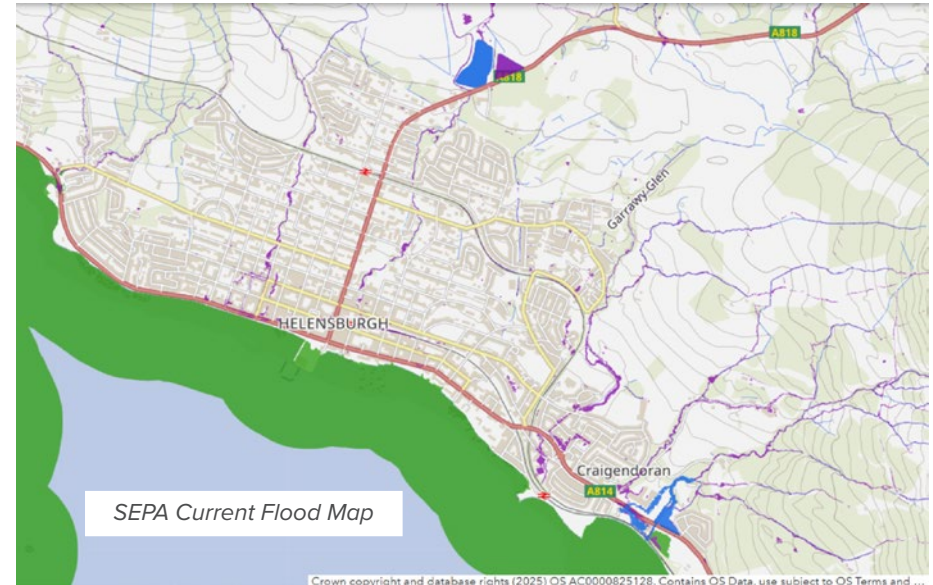 A818
A818
Garrawy Glen
HELENSBURGH
Craigendoran
A814
SEPA Current Flood Map
Crown copyright and database rights (2025) OS AC0000825128. Contains OS Data, use subject to OS Terms and ...